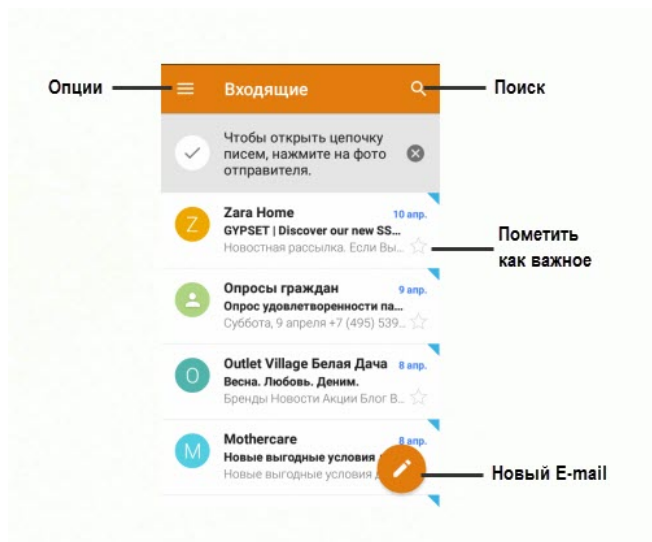 Опции
Входящие
Поиск
Чтобы открыть цепочку
писем, нажмите на фото
отправителя.
Z
Zara Home
10 апр.
GYPSET | Discover our new SS...
Новостная рассылка. Если Вы...
Пометить
как важное
Опросы граждан
9 апр.
Опрос удовлетворенности па...
Суббота, 9 апреля +7 (495) 539...
O
Outlet Village Белая Дача
8 апр.
Весна. Любовь. Деним.
Бренды Новости Акции Блог В...
M
Mothercare
8 апр.
Новые выгодные условия
Новые выгодные условия
Новый E-mail